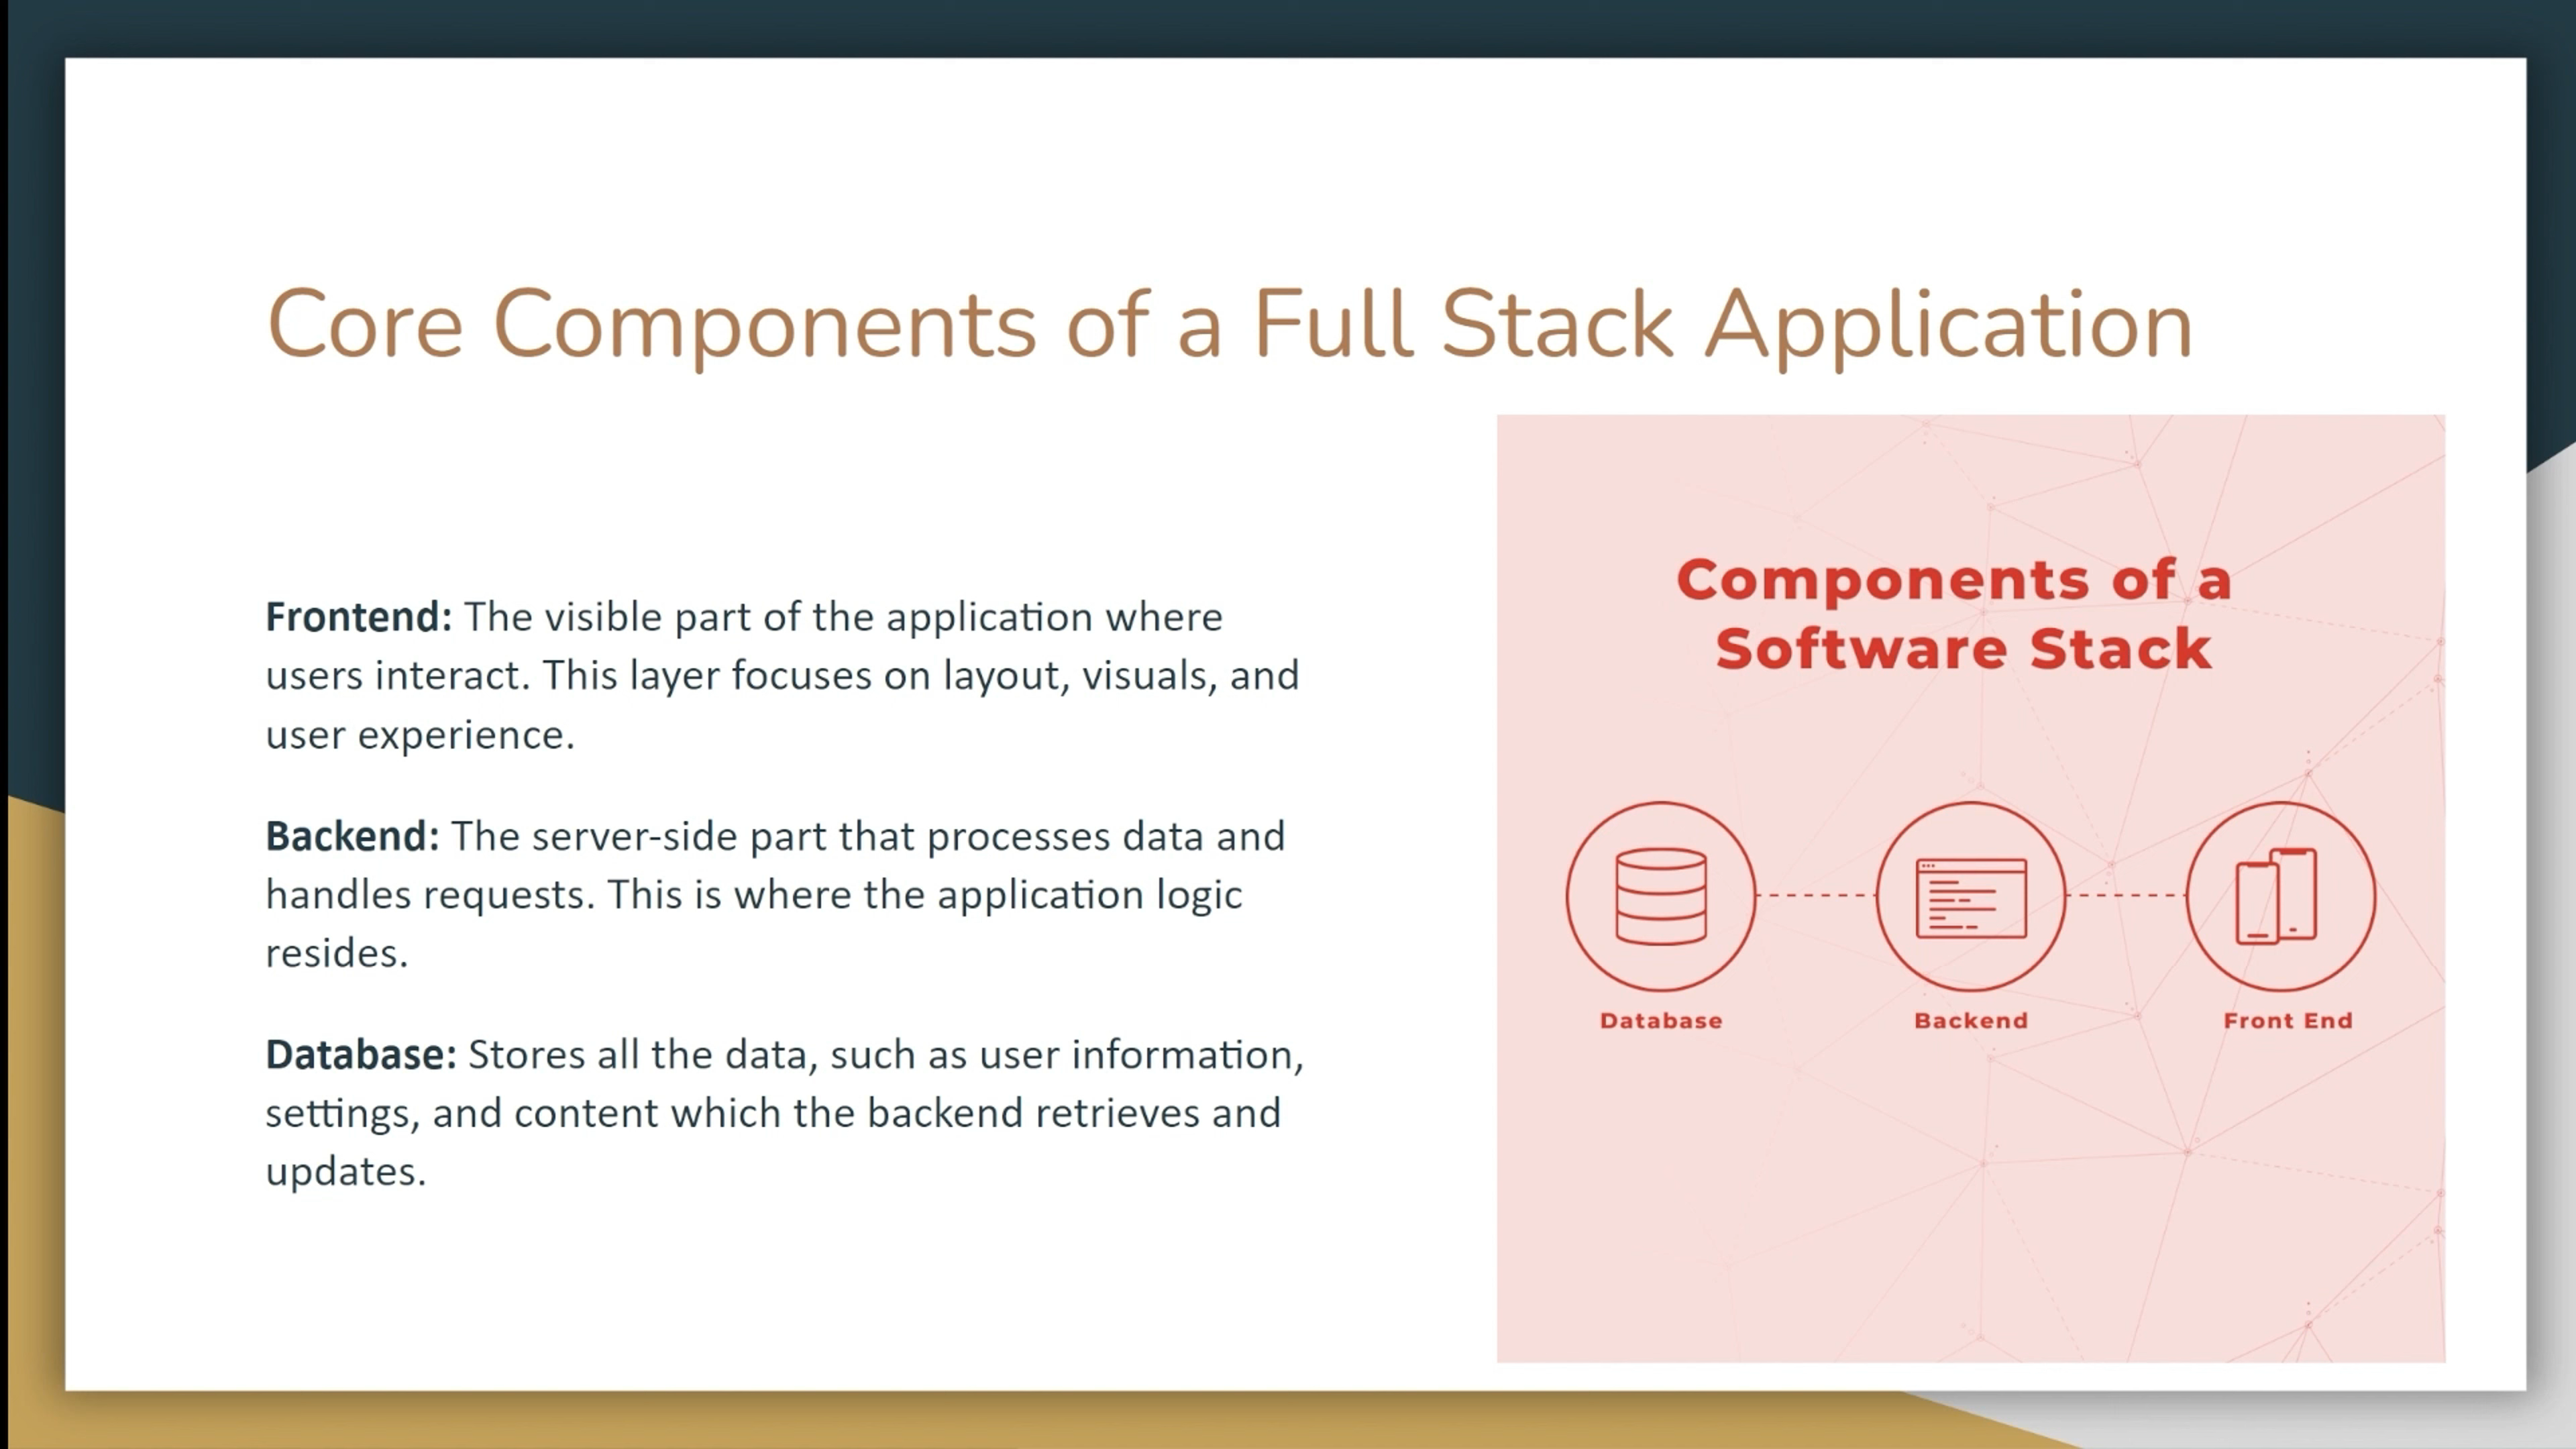 Core Components of a Full Stack Application
Frontend: The visible part of the application where
users interact. This layer focuses on layout, visuals, and
user experience.
Backend: The server-side part that processes data and
handles requests. This is where the application logic
resides.
Database: Stores all the data, such as user information,
settings, and content which the backend retrieves and
updates.
Components of a
Software Stack
Database
Backend
Front End